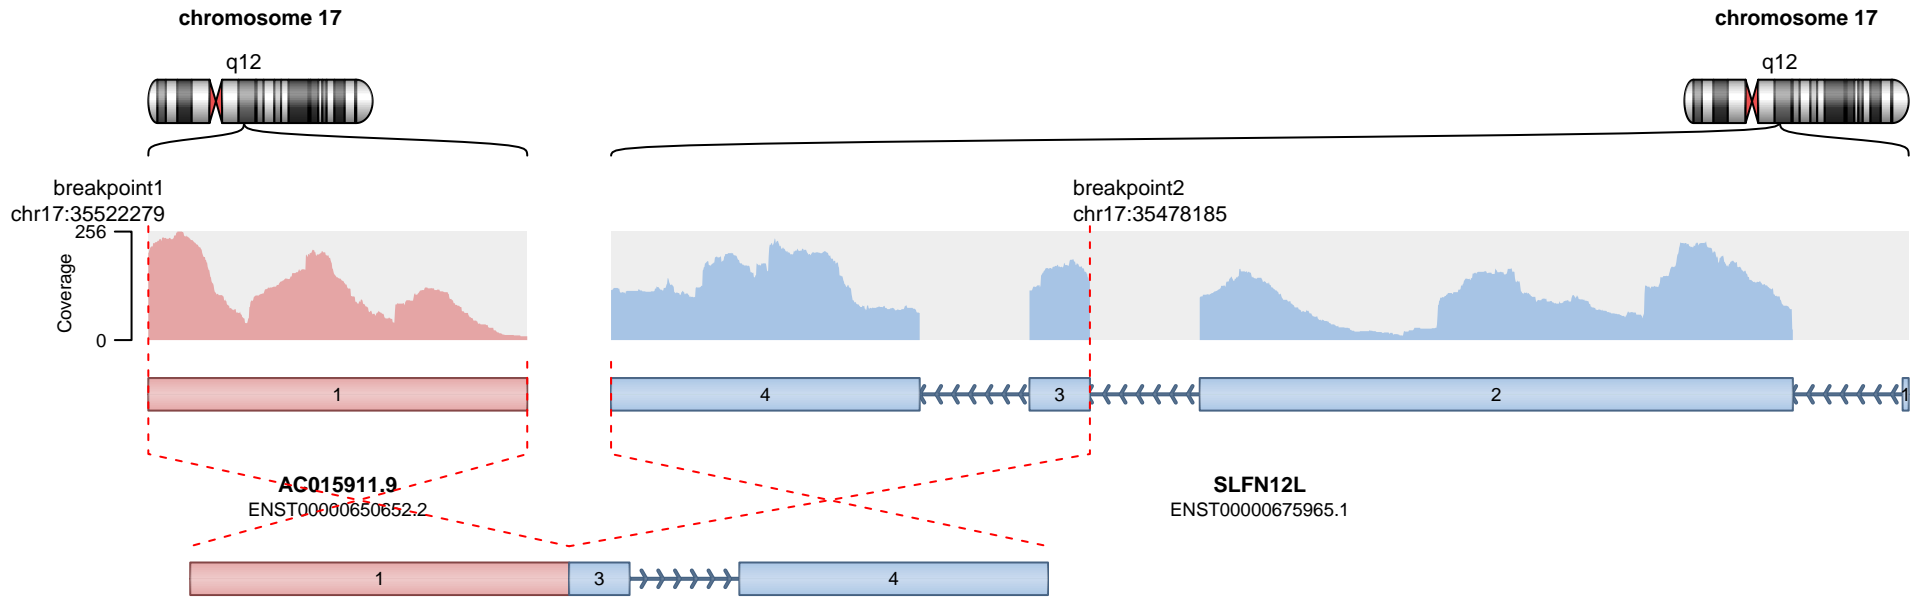 chromosome 17
chromosome 17
q12
q12
breakpoint1
chr17:35522279
breakpoint2
chr17:35478185
256
Coverage
0
1
4
3
2
1
AC015911.9
ENST00000650652.2
SLFN12L
ENST00000675965.1
1
3
4